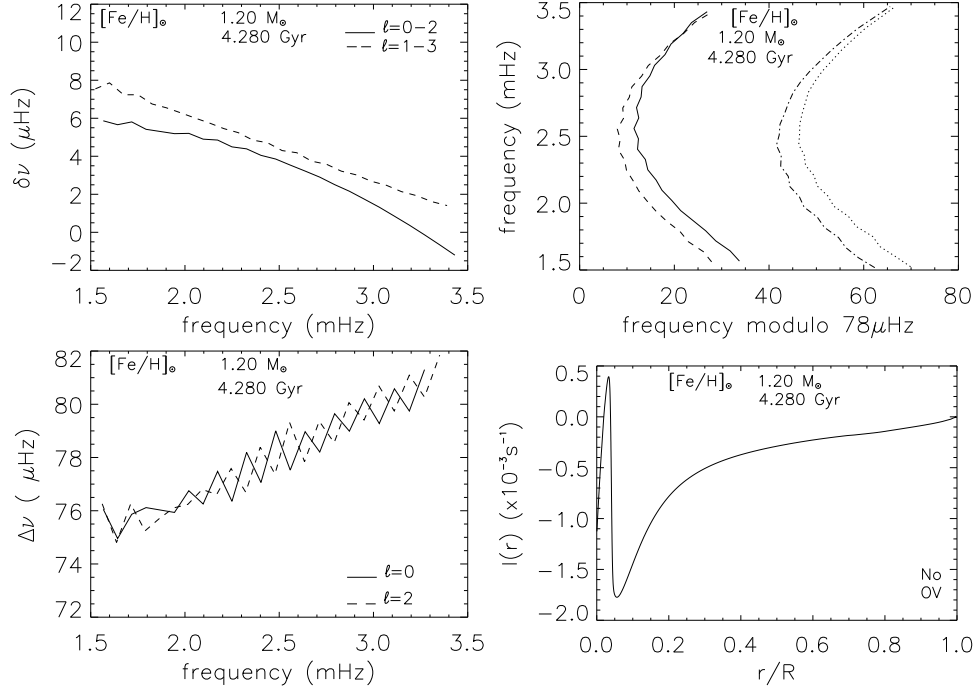 12
10
8
6
4
2
0
−2
δν (μHz)
[Fe/H]⊙ 1.20 M⊙
4.280 Gyr
ℓ=0−2
ℓ=1−3
1.5 2.0 2.5 3.0 3.5
frequency (mHz)
3.5
3.0
2.5
2.0
1.5
frequency (mHz)
[Fe/H]⊙
1.20 M⊙
4.280 Gyr
0 20 40 60 80
frequency modulo 78μHz
82
80
78
76
74
72
Δν ( μHz)
[Fe/H]⊙ 1.20 M⊙
4.280 Gyr
ℓ=0
ℓ=2
1.5 2.0 2.5 3.0 3.5
frequency (mHz)
0.5
0.0
−0.5
−1.0
−1.5
−2.0
I(r) (x10⁻³s⁻¹)
[Fe/H]⊙ 1.20 M⊙
4.280 Gyr
No
OV
0.0 0.2 0.4 0.6 0.8 1.0
r/R